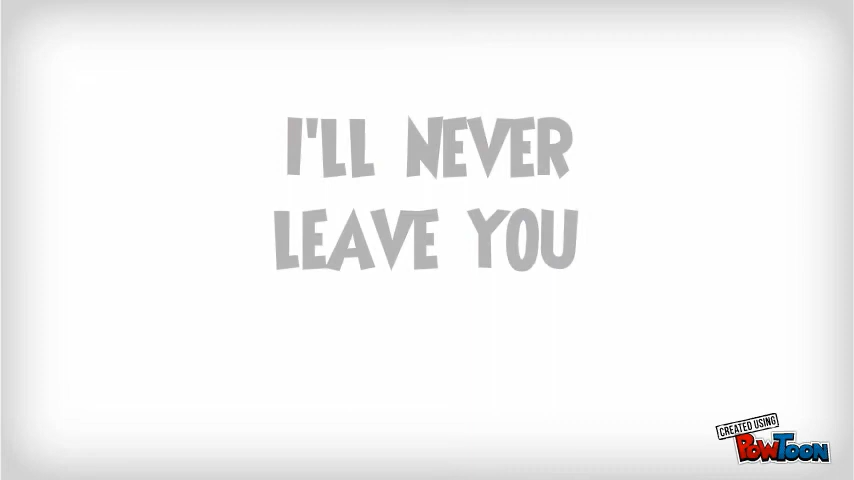 I'LL NEVER
LEAVE YOU
CREATED USING
POWTOON